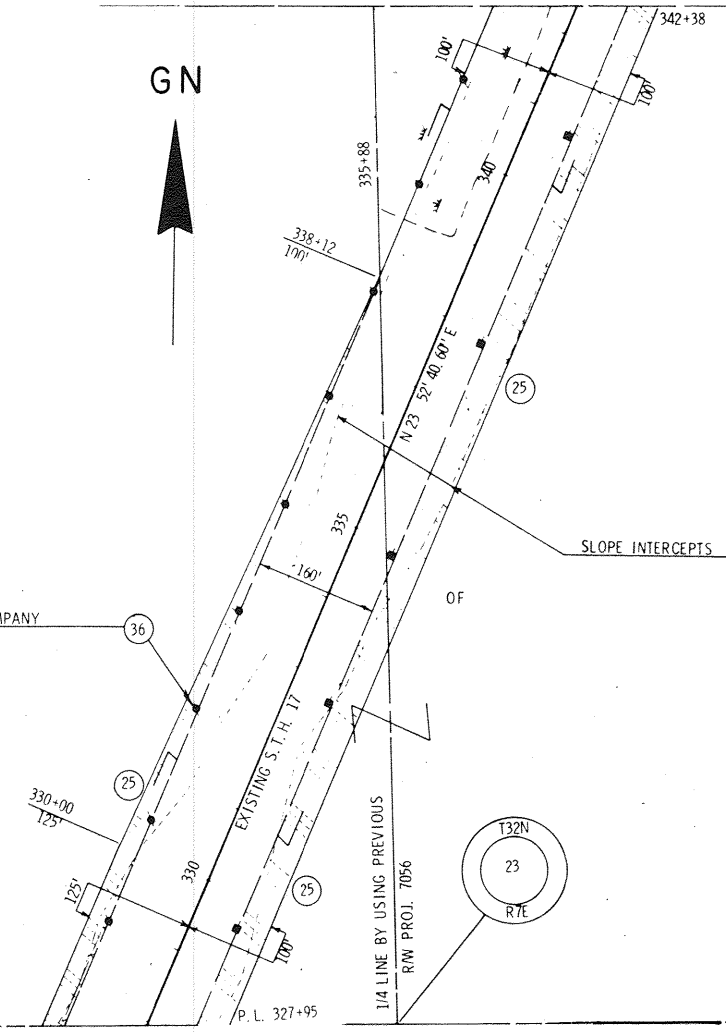 342+38
100'
100'
GN
335+88
340
338+12
100'
N 23 52' 40.60" E
25
335
SLOPE INTERCEPTS
160'
OF
MPANY
36
EXISTING S.T.H. 17
25
330+00
125'
T32N
23
R7E
330
25
125'
100'
1/4 LINE BY USING PREVIOUS
R/W PROJ. 7056
P.L. 327+95